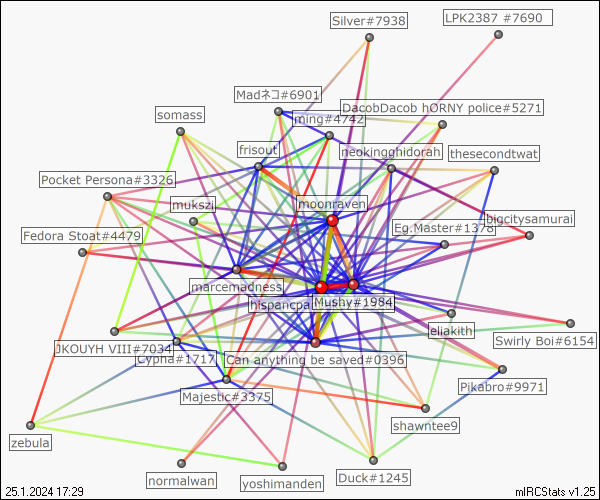 Silver#7938
LPK2387 #7690
Madネコ#6901
DacobDacob hORNY police#5271
somass
ming#4742
frisout
neokingghidorah
thesecondtwat
Pocket Persona#3326
mukszi
moonraven
bigcitysamurai
Eg.Master#1378
Fedora Stoat#4479
marcemadness
Mushy#1984
eliakith
Swirly Boi#6154
JKOUYH VIII#7034
Cypha#1717
Can anything be saved#0396
Pikabro#9971
Majestic#3375
shawntee9
zebula
normalwan
yoshimanden
Duck#1245
25.1.2024 17:29
mIRCStats v1.25